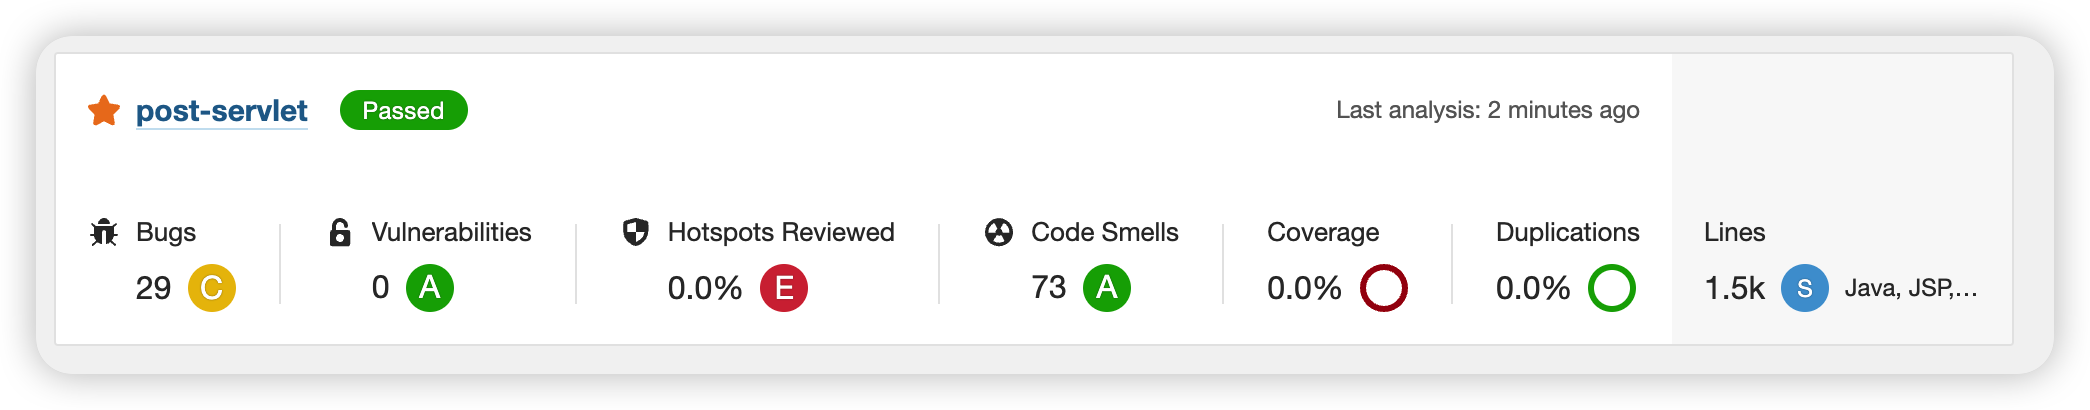 post-servlet Passed Last analysis: 2 minutes ago
Bugs Vulnerabilities Hotspots Reviewed Code Smells Coverage Duplications Lines
29 C 0 A 0.0% E 73 A 0.0% 0.0% 1.5k S Java, JSP,...